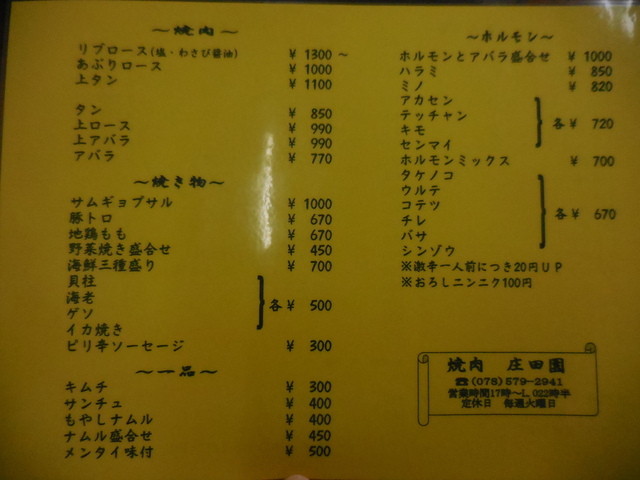 ～焼肉～
リブロース(塩・わさび醤油) ¥1300～
あぶりロース ¥1000
上タン ¥1100
タン ¥850
上ロース ¥990
上アバラ ¥990
アバラ ¥770
～焼き物～
サムギョプサル ¥1000
豚トロ ¥670
地鶏もも ¥670
野菜焼き盛合せ ¥450
海鮮三種盛り ¥700
貝柱
海老
ゲソ
イカ焼き
各¥500
ピリ辛ソーセージ ¥300
～一品～
キムチ ¥300
サンチュ ¥400
もやしナムル ¥400
ナムル盛合せ ¥450
メンタイ味付 ¥500
～ホルモン～
ホルモンとアバラ盛合せ ¥1000
ハラミ ¥850
ミノ ¥820
アカセン
テッチャン
キモ
センマイ
各¥720
ホルモンミックス ¥700
タケノコ
ウルテ
コテツ
チレ
バサ
シンゾウ
各¥670
※激辛一人前につき20円UP
※おろしニンニク100円
焼肉 庄田園
☎(078)579-2941
営業時間17時～L.O22時半
定休日 毎週火曜日